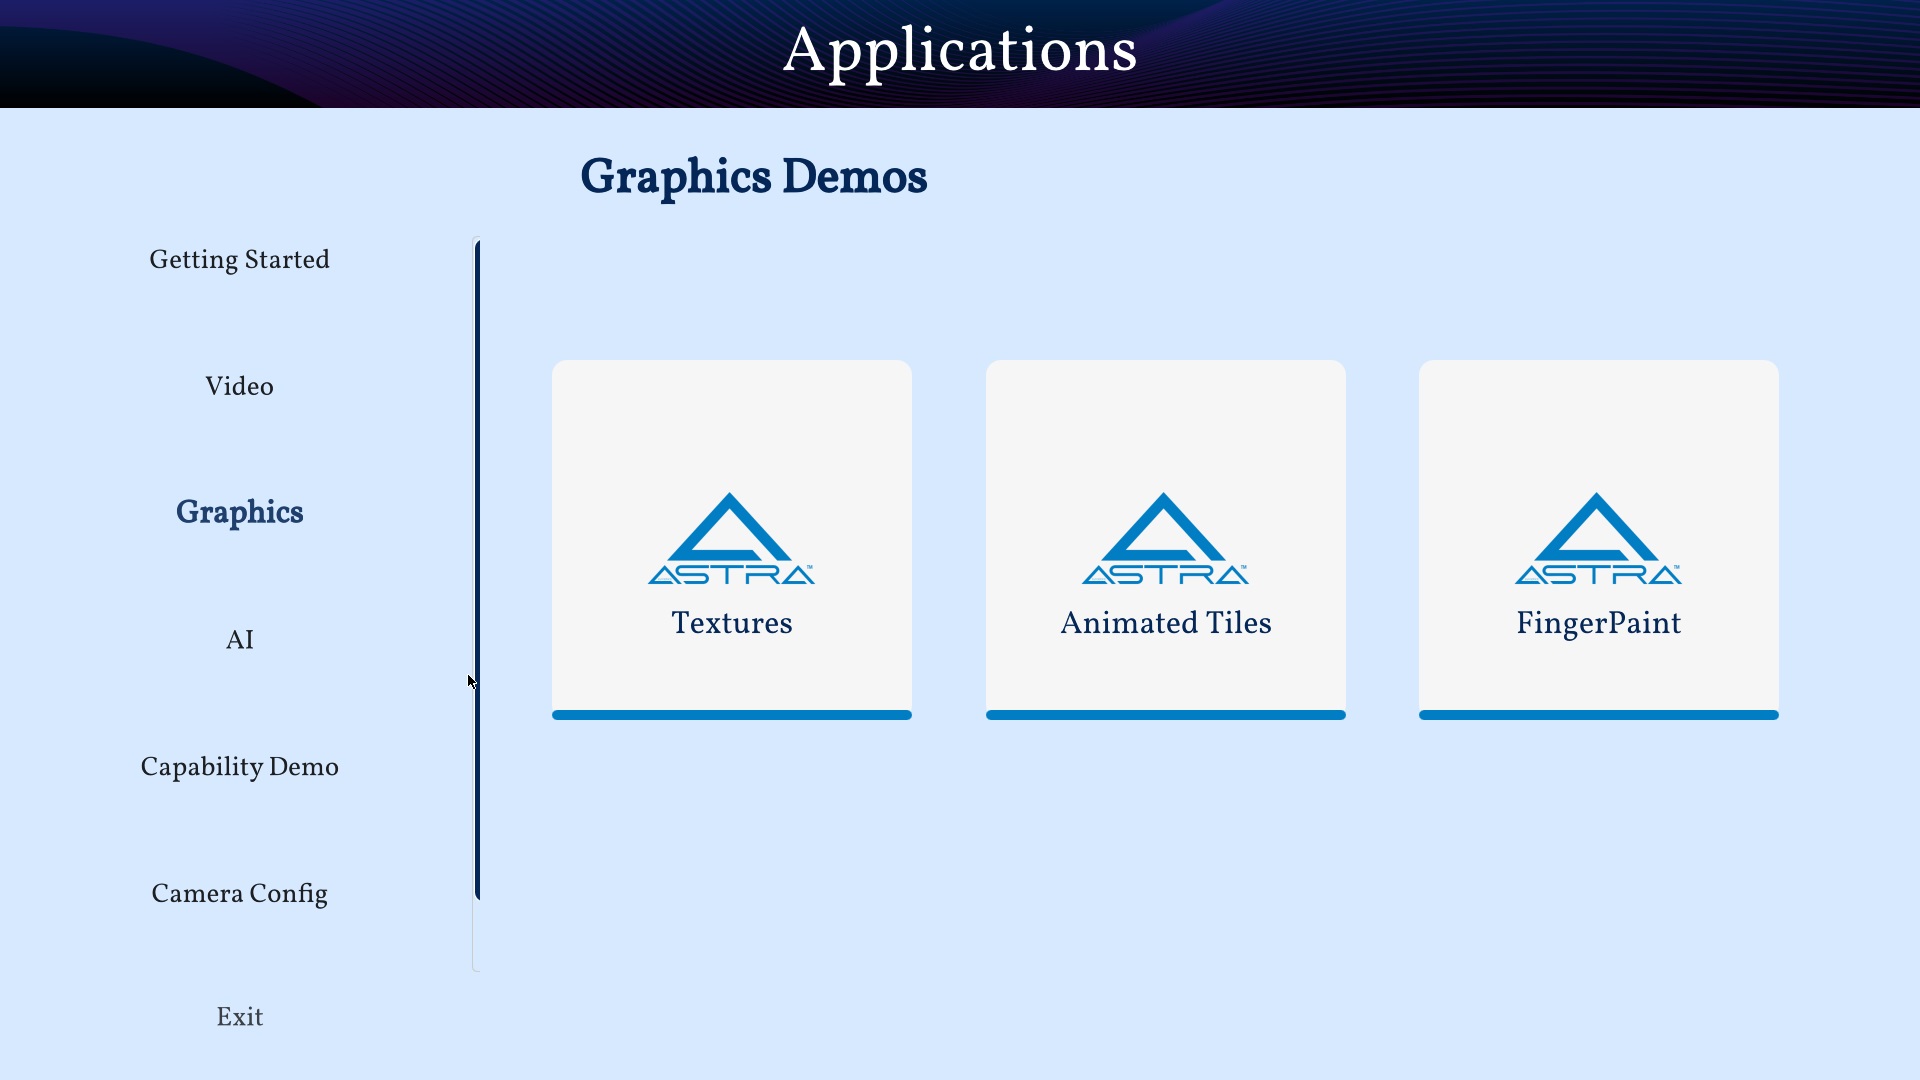 Applications
Graphics Demos
Getting Started
Video
Graphics
AI
Capability Demo
Camera Config
Exit
ASTRA™
Textures
ASTRA™
Animated Tiles
ASTRA™
FingerPaint